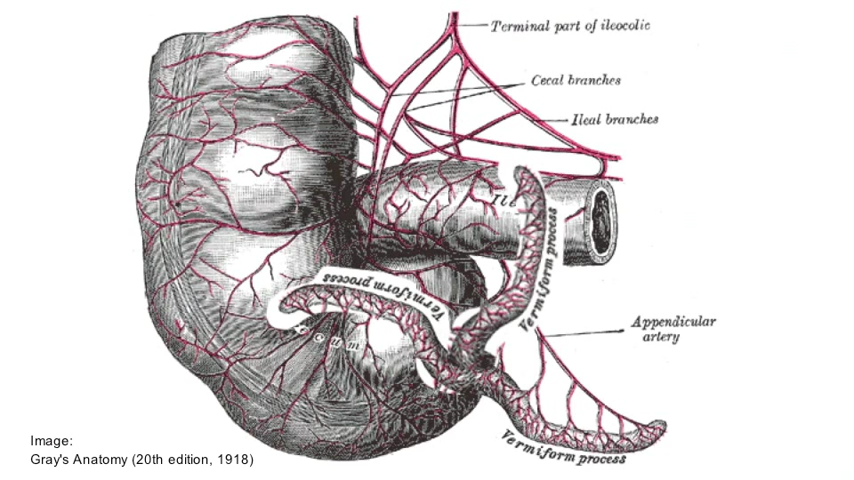 Terminal part of ileocolic
Cecal branches
Ileal branches
Ile
Vermiform process
Vermiform process
Appendicular
artery
Vermiform process
Image:
Gray's Anatomy (20th edition, 1918)